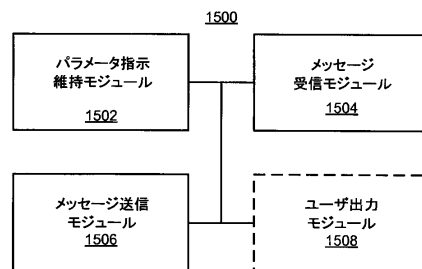 1500
パラメータ指示
維持モジュール
1502
メッセージ
受信モジュール
1504
メッセージ送信
モジュール
1506
ユーザ出力
モジュール
1508